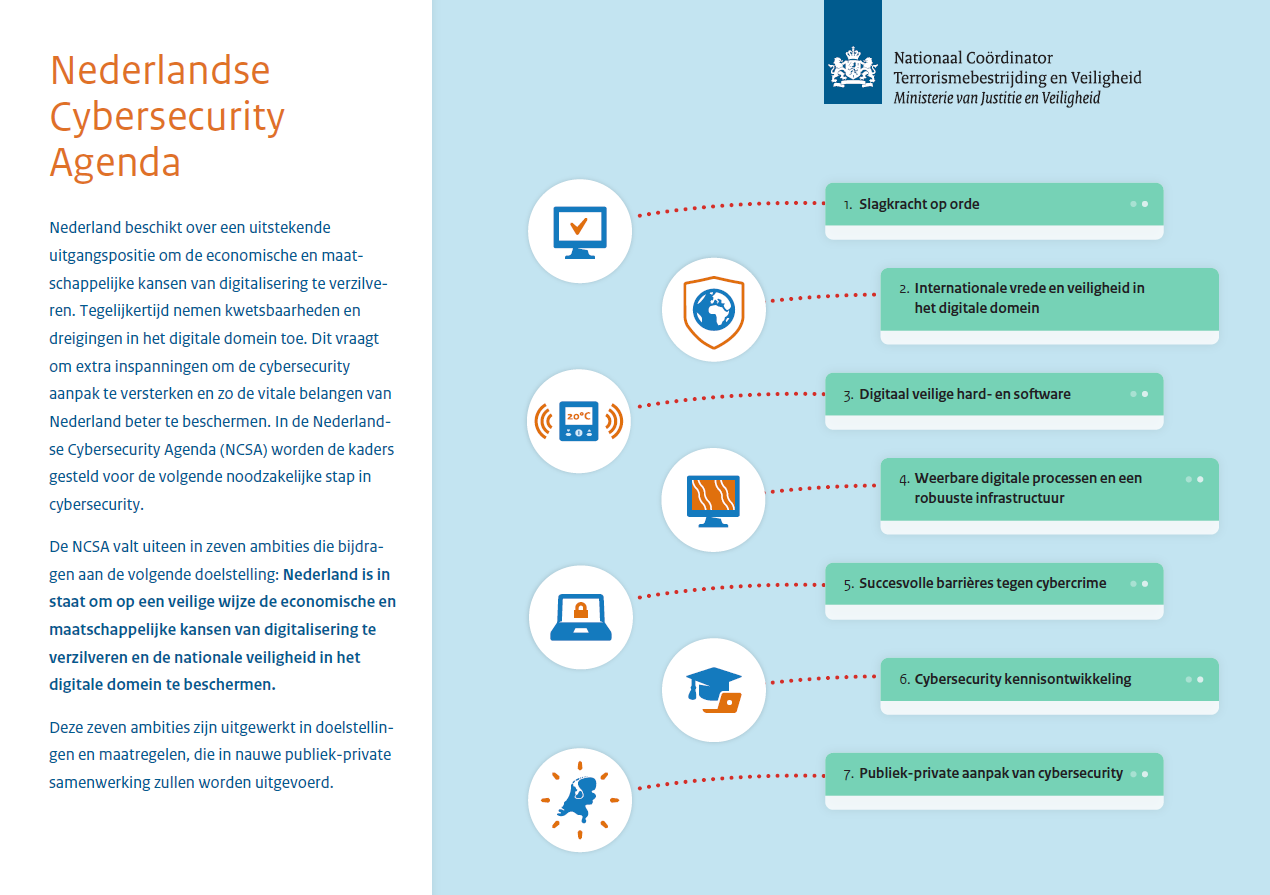 Nederlandse
Cybersecurity
Agenda
Nederland beschikt over een uitstekende
uitgangspositie om de economische en maat-
schappelijke kansen van digitalisering te verzilve-
ren. Tegelijkertijd nemen kwetsbaarheden en
dreigingen in het digitale domein toe. Dit vraagt
om extra inspanningen om de cybersecurity
aanpak te versterken en zo de vitale belangen van
Nederland beter te beschermen. In de Nederland-
se Cybersecurity Agenda (NCSA) worden de kaders
gesteld voor de volgende noodzakelijke stap in
cybersecurity.
De NCSA valt uiteen in zeven ambities die bijdra-
gen aan de volgende doelstelling: Nederland is in
staat om op een veilige wijze de economische en
maatschappelijke kansen van digitalisering te
verzilveren en de nationale veiligheid in het
digitale domein te beschermen.
Deze zeven ambities zijn uitgewerkt in doelstellin-
gen en maatregelen, die in nauwe publiek-private
samenwerking zullen worden uitgevoerd.
Nationaal Coördinator
Terrorismebestrijding en Veiligheid
Ministerie van Justitie en Veiligheid
1. Slagkracht op orde
2. Internationale vrede en veiligheid in
het digitale domein
20°C
3. Digitaal veilige hard- en software
4. Weerbare digitale processen en een
robuuste infrastructuur
5. Succesvolle barrières tegen cybercrime
6. Cybersecurity kennisontwikkeling
7. Publiek-private aanpak van cybersecurity